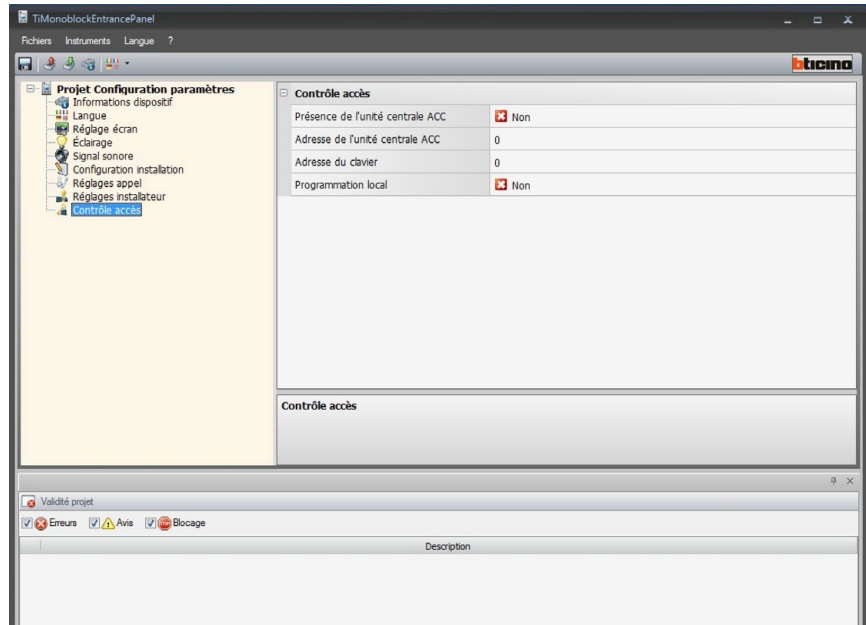 TiMonoblockEntrancePanel
Fichiers Instruments Langue ?
bticino
Projet Configuration paramètres
Informations dispositif
Langue
Réglage écran
Éclairage
Signal sonore
Configuration installation
Réglages appel
Réglages installateur
Contrôle accès
Contrôle accès
Présence de l'unité centrale ACC Non
Adresse de l'unité centrale ACC 0
Adresse du clavier 0
Programmation local Non
Contrôle accès
Validité projet
Erreurs Avis Blocage
Description